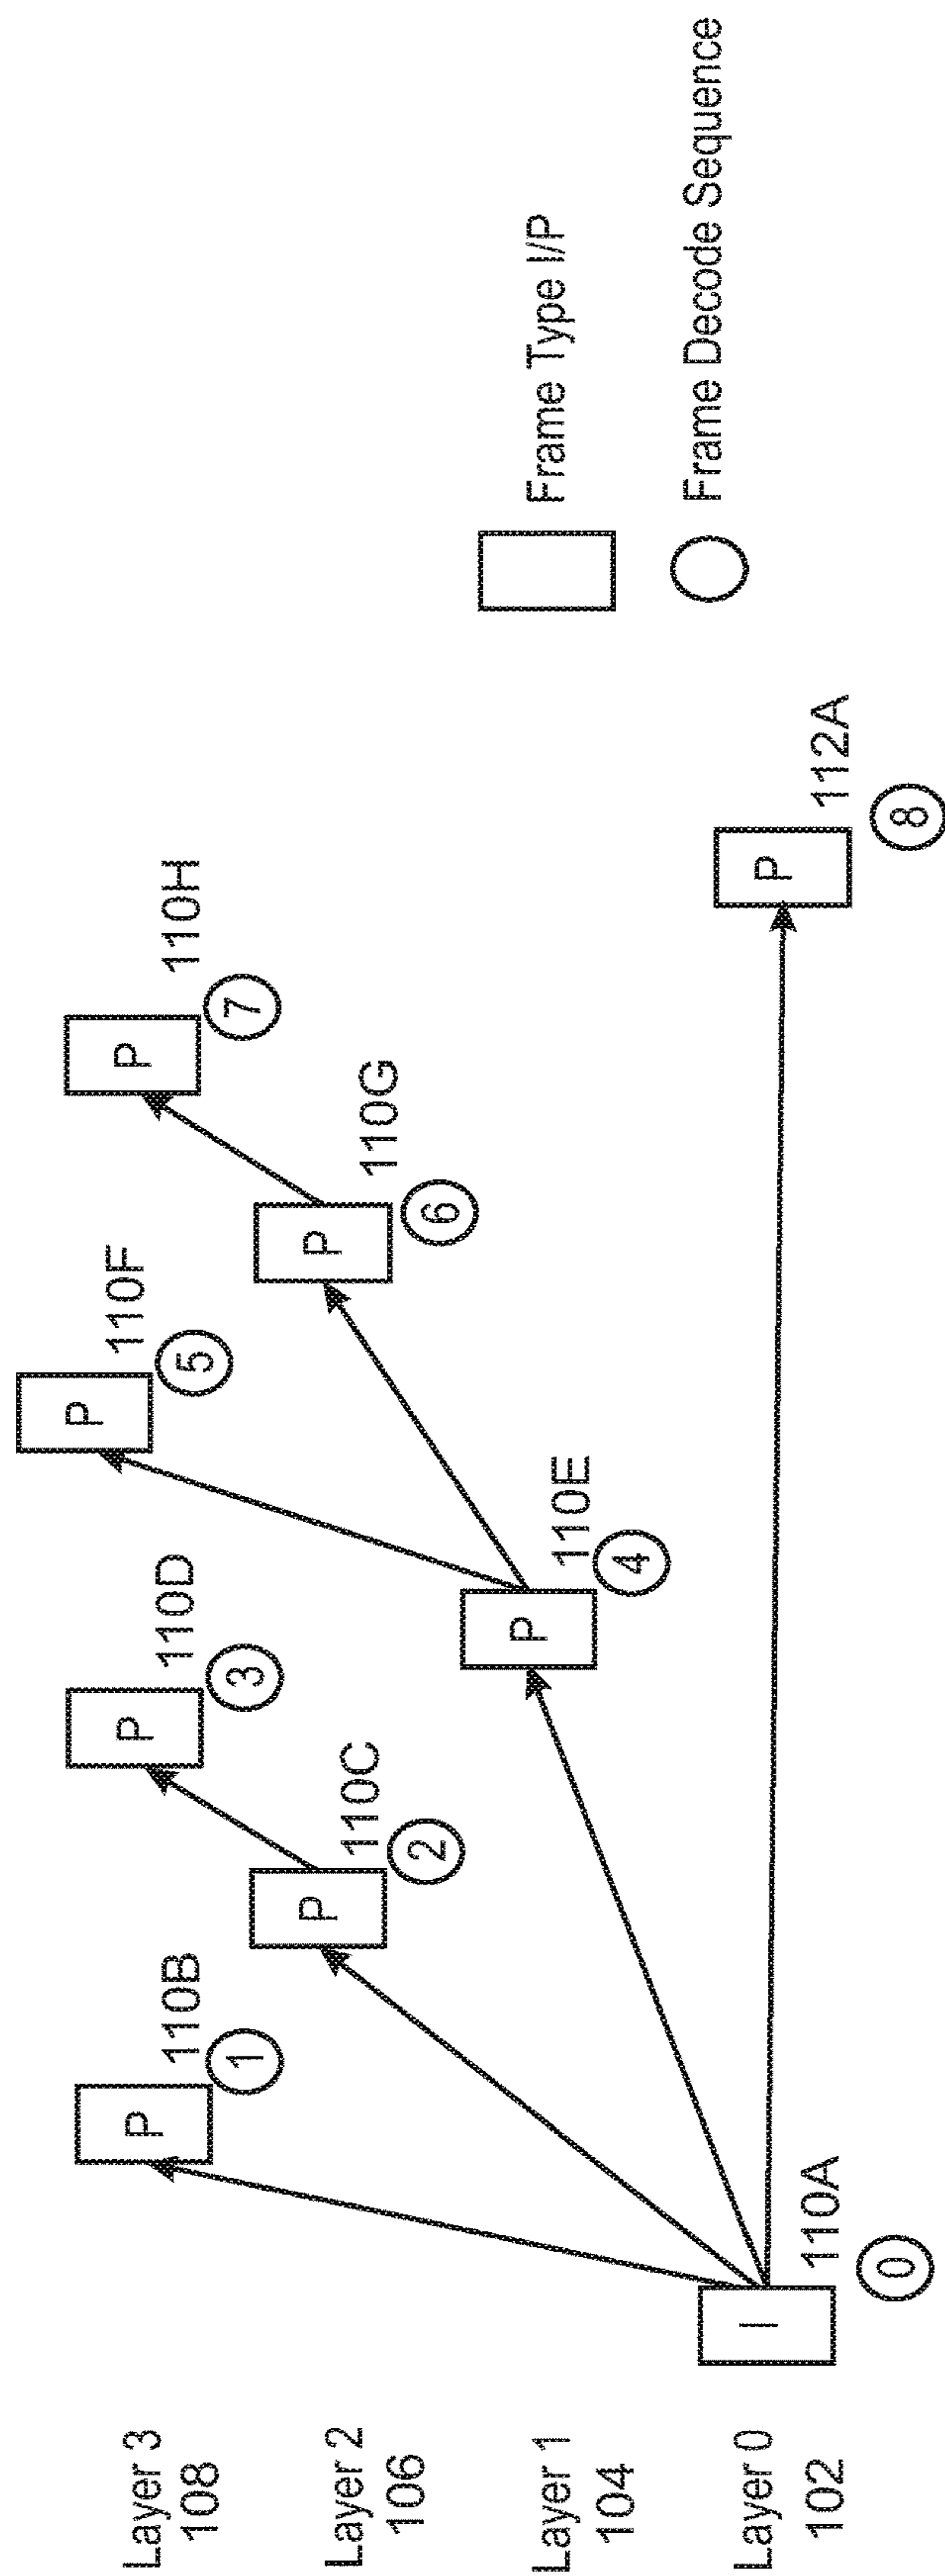 Layer 3
108
Layer 2
106
Layer 1
104
Layer 0
102
I
110A
0
P
110B
1
P
110C
2
P
110D
3
P
110E
4
P
110F
5
P
110G
6
P
110H
7
P
112A
8
Frame Type I/P
Frame Decode Sequence